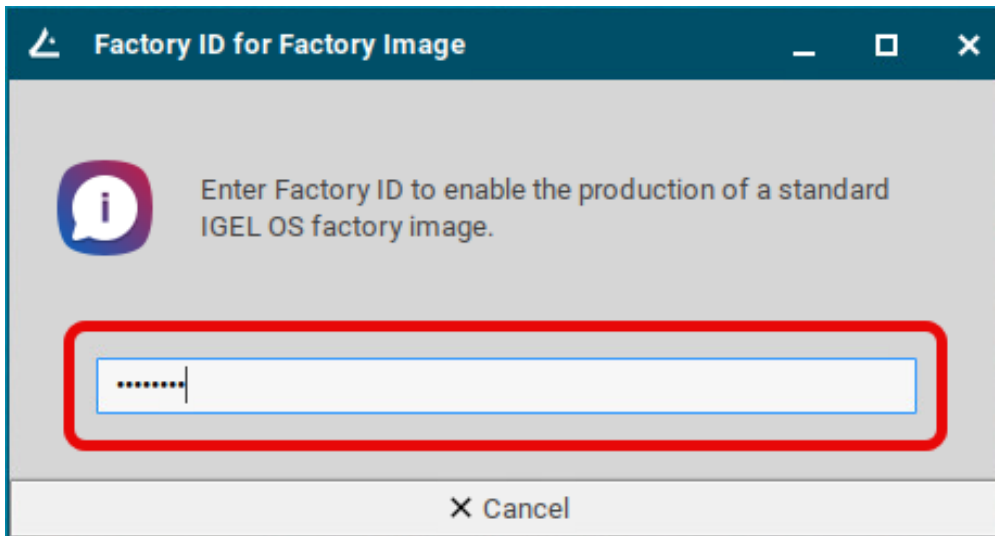 Factory ID for Factory Image
Enter Factory ID to enable the production of a standard
IGEL OS factory image.
••••••••
Cancel